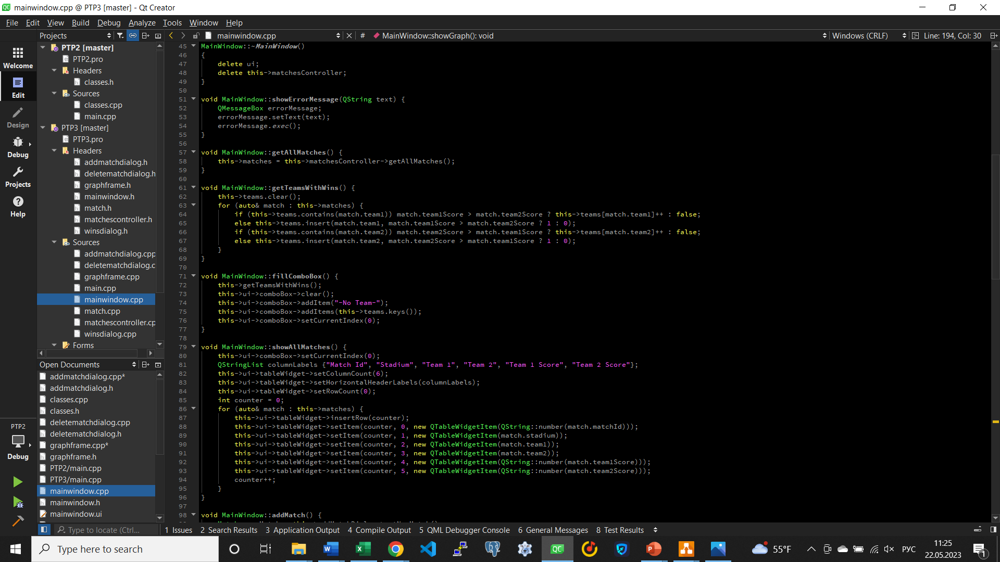 mainwindow.cpp @ PTP3 [master] - Qt Creator
File Edit View Build Debug Analyze Tools Window Help
Projects
mainwindow.cpp
# MainWindow::showGraph(): void
Windows (CRLF)
Line: 194, Col: 30
Welcome
Edit
Design
Debug
Projects
Help
PTP2
Debug
PTP2 [master]
PTP2.pro
Headers
classes.h
Sources
classes.cpp
main.cpp
PTP3 [master]
PTP3.pro
Headers
addmatchdialog.h
deletematchdialog.h
graphframe.h
mainwindow.h
match.h
matchescontroller.h
winsdialog.h
Sources
addmatchdialog.cpp
deletematchdialog.c
graphframe.cpp
main.cpp
mainwindow.cpp
match.cpp
matchescontroller.cp
winsdialog.cpp
Forms
Open Documents
addmatchdialog.cpp*
addmatchdialog.h
classes.cpp
classes.h
deletematchdialog.cpp
deletematchdialog.h
graphframe.cpp*
graphframe.h
PTP2/main.cpp
PTP3/main.cpp
mainwindow.cpp
mainwindow.h
mainwindow.ui
45 MainWindow::~MainWindow()
46 {
47 delete ui;
48 delete this->matchesController;
49 }
50
51 void MainWindow::showErrorMessage(QString text) {
52 QMessageBox errorMessage;
53 errorMessage.setText(text);
54 errorMessage.exec();
55 }
56
57 void MainWindow::getAllMatches() {
58 this->matches = this->matchesController->getAllMatches();
59 }
60
61 void MainWindow::getTeamsWithWins() {
62 this->teams.clear();
63 for (auto& match : this->matches) {
64 if (this->teams.contains(match.team1)) match.team1Score > match.team2Score ? this->teams[match.team1]++ : false;
65 else this->teams.insert(match.team1, match.team1Score > match.team2Score ? 1 : 0);
66 if (this->teams.contains(match.team2)) match.team2Score > match.team1Score ? this->teams[match.team2]++ : false;
67 else this->teams.insert(match.team2, match.team2Score > match.team1Score ? 1 : 0);
68 }
69 }
70
71 void MainWindow::fillComboBox() {
72 this->getTeamsWithWins();
73 this->ui->comboBox->clear();
74 this->ui->comboBox->addItem("-No Team-");
75 this->ui->comboBox->addItems(this->teams.keys());
76 this->ui->comboBox->setCurrentIndex(0);
77 }
78
79 void MainWindow::showAllMatches() {
80 this->ui->comboBox->setCurrentIndex(0);
81 QStringList columnLabels {"Match Id", "Stadium", "Team 1", "Team 2", "Team 1 Score", "Team 2 Score"};
82 this->ui->tableWidget->setColumnCount(6);
83 this->ui->tableWidget->setHorizontalHeaderLabels(columnLabels);
84 this->ui->tableWidget->setRowCount(0);
85 int counter = 0;
86 for (auto& match : this->matches) {
87 this->ui->tableWidget->insertRow(counter);
88 this->ui->tableWidget->setItem(counter, 0, new QTableWidgetItem(QString::number(match.matchId)));
89 this->ui->tableWidget->setItem(counter, 1, new QTableWidgetItem(match.stadium));
90 this->ui->tableWidget->setItem(counter, 2, new QTableWidgetItem(match.team1));
91 this->ui->tableWidget->setItem(counter, 3, new QTableWidgetItem(match.team2));
92 this->ui->tableWidget->setItem(counter, 4, new QTableWidgetItem(QString::number(match.team1Score)));
93 this->ui->tableWidget->setItem(counter, 5, new QTableWidgetItem(QString::number(match.team2Score)));
94 counter++;
95 }
96 }
97
98 void MainWindow::addMatch() {
Type to locate (Ctrl...
1 Issues 2 Search Results 3 Application Output 4 Compile Output 5 QML Debugger Console 6 General Messages 8 Test Results
Type here to search
55°F
РУС
11:25
22.05.2023
1